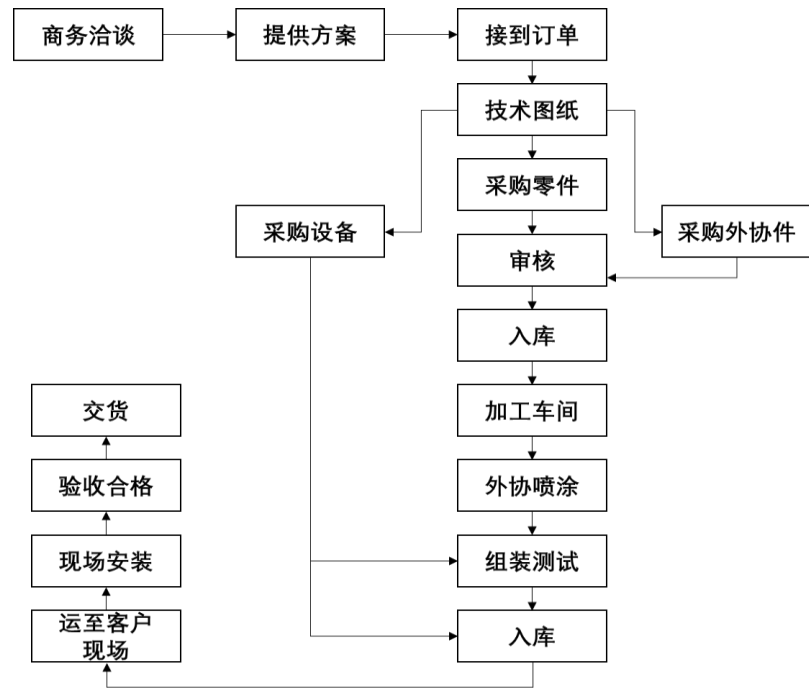 商务洽谈
提供方案
接到订单
技术图纸
采购零件
采购设备
采购外协件
审核
入库
加工车间
外协喷涂
组装测试
入库
交货
验收合格
现场安装
运至客户
现场